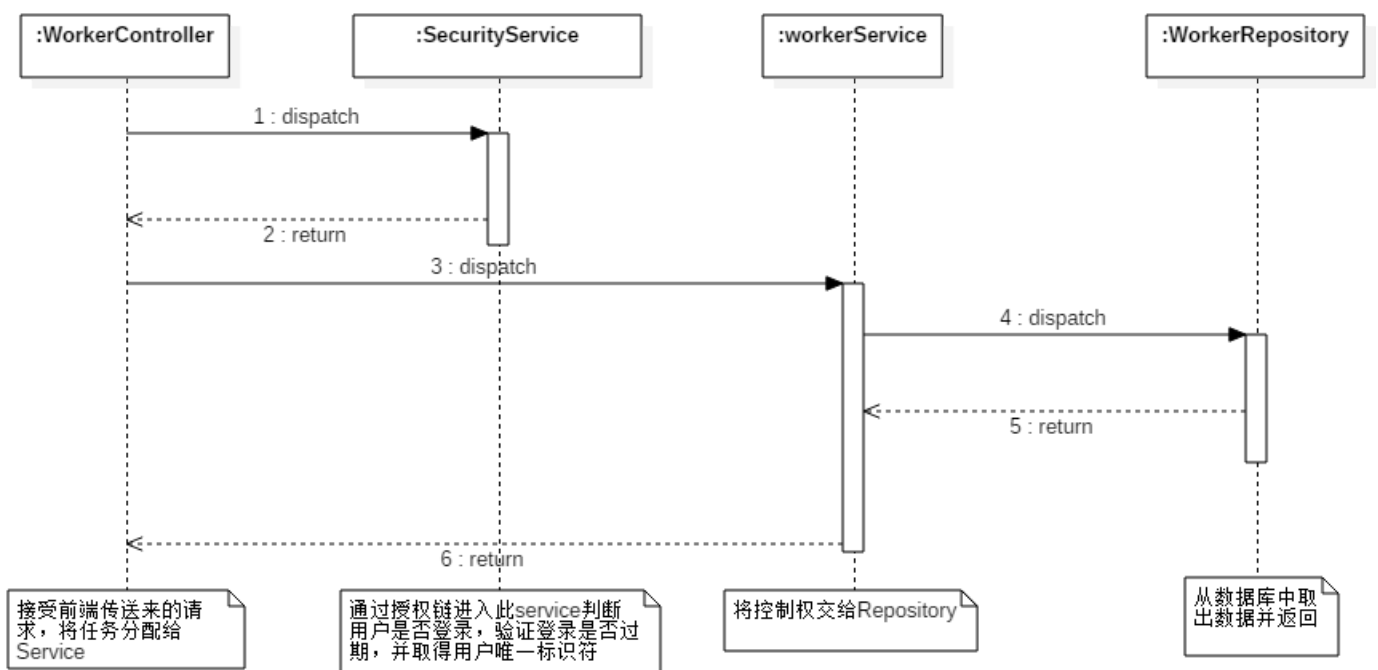 :WorkerController
:SecurityService
:workerService
:WorkerRepository
1 : dispatch
2 : return
3 : dispatch
4 : dispatch
5 : return
6 : return
接受前端传送来的请
求，将任务分配给
Service
通过授权链进入此service判断
用户是否登录，验证登录是否过
期，并取得用户唯一标识符
将控制权交给Repository
从数据库中取
出数据并返回